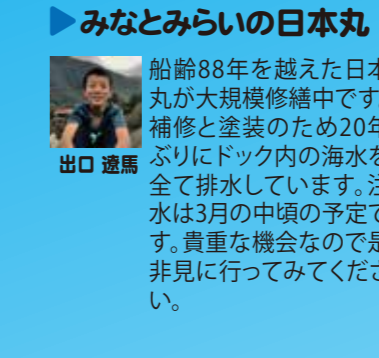 ▶みなとみらいの日本丸
船齢88年を越えた日本
丸が大規模修繕中です
補修と塗装のため20年
ぶりにドック内の海水を
全て排水しています。注
水は3月の中頃の予定で
す。貴重な機会なので是
非見に行ってみてくださ
い。
出口 遼馬